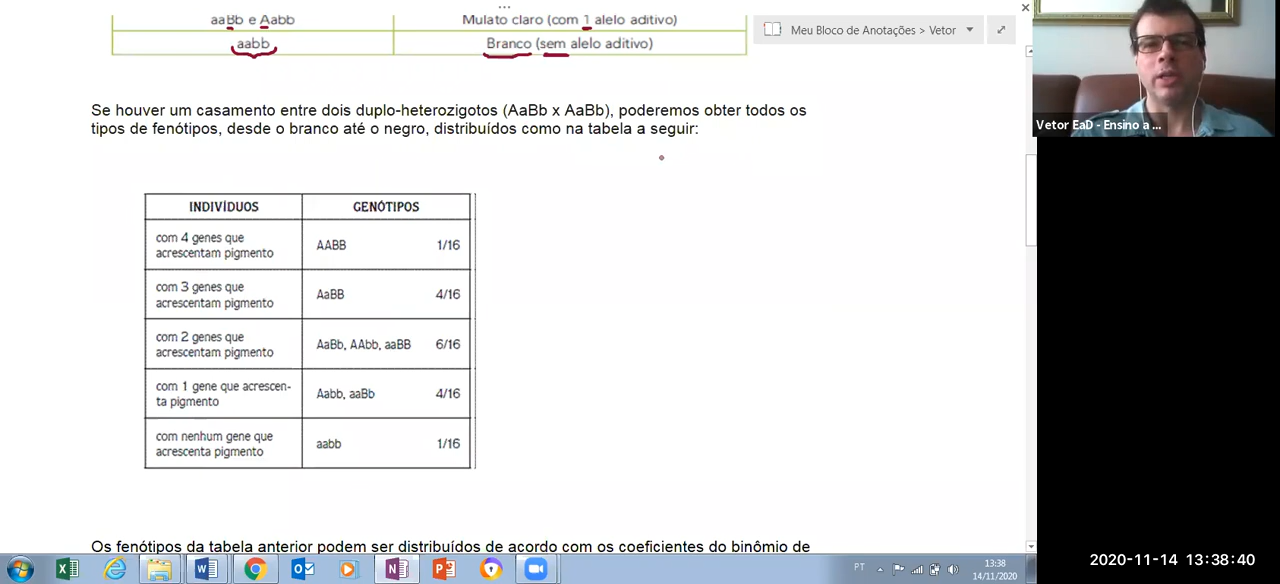 aaBb e Aabb
Mulato claro (com 1 alelo aditivo)
aabb
Branco (sem alelo aditivo)
Meu Bloco de Anotações > Vetor
Se houver um casamento entre dois duplo-heterozigotos (AaBb x AaBb), poderemos obter todos os
tipos de fenótipos, desde o branco até o negro, distribuídos como na tabela a seguir:
INDIVÍDUOS
GENÓTIPOS
com 4 genes que
acrescentam pigmento
AABB 1/16
com 3 genes que
acrescentam pigmento
AaBB 4/16
com 2 genes que
acrescentam pigmento
AaBb, AAbb, aaBB 6/16
com 1 gene que acrescen-
ta pigmento
Aabb, aaBb 4/16
com nenhum gene que
acrescenta pigmento
aabb 1/16
Os fenótipos da tabela anterior podem ser distribuídos de acordo com os coeficientes do binômio de
Vetor EaD - Ensino a ...
PT
13:38
14/11/2020
2020-11-14 13:38:40